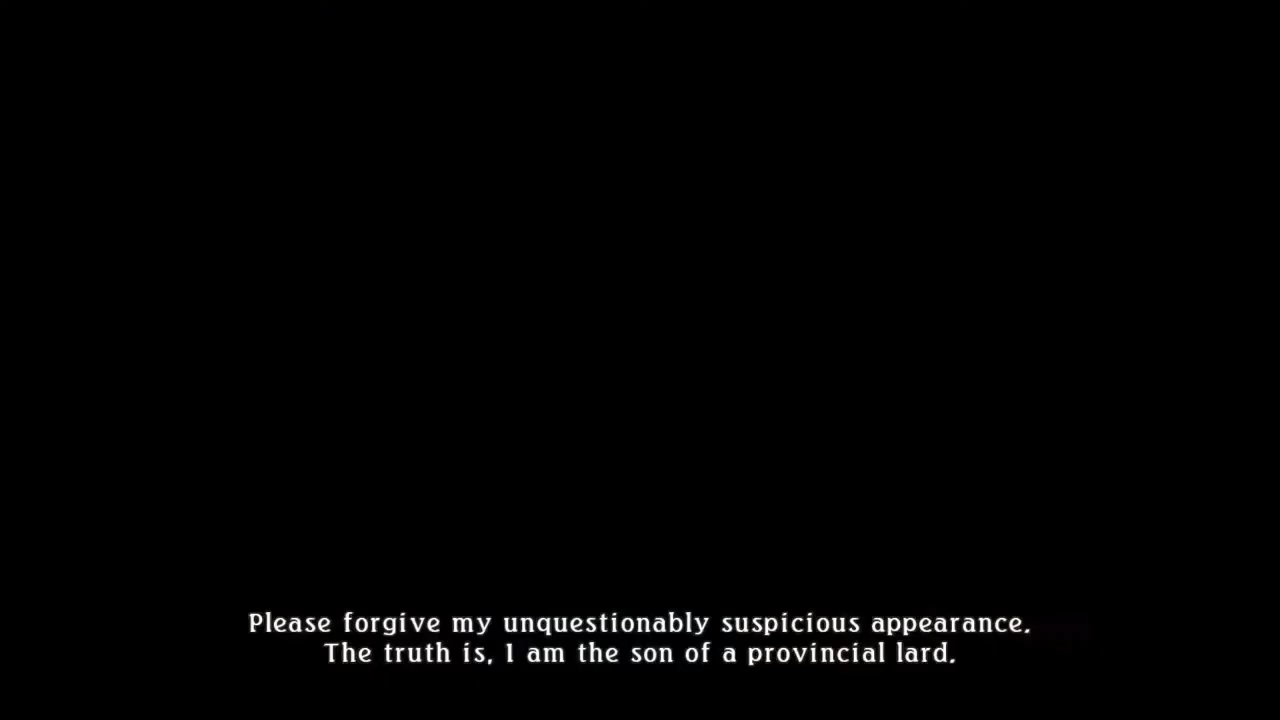 Please forgive my unquestionably suspicious appearance.
The truth is, I am the son of a provincial lard.